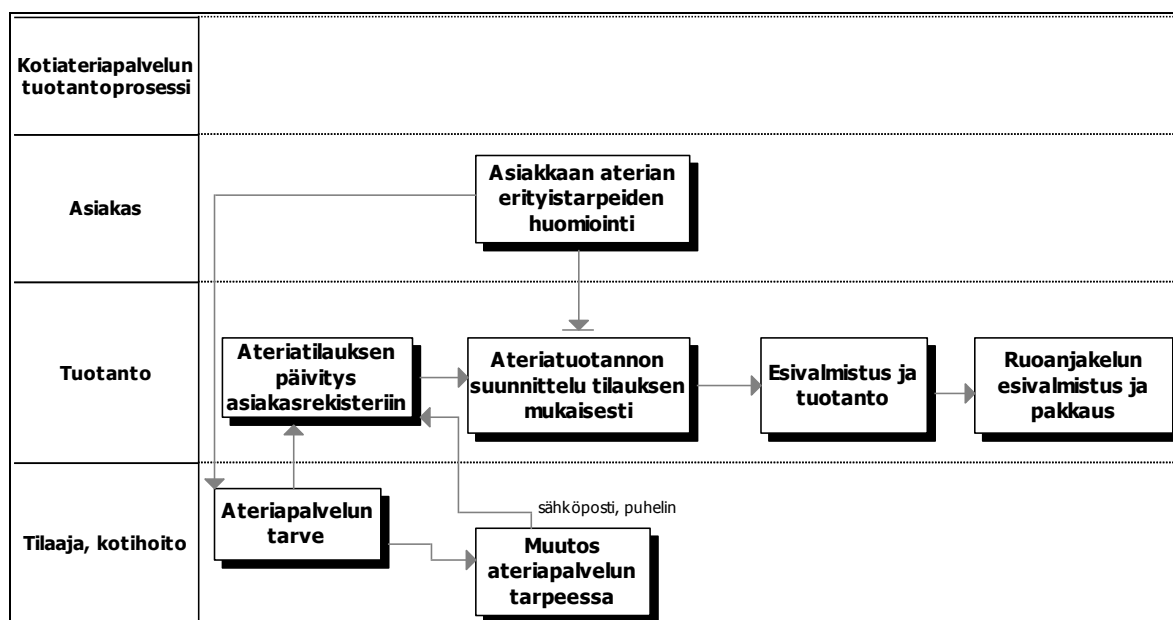 Kotiateriapalvelun
tuotantoprosessi
Asiakas
Asiakkaan aterian
erityistarpeiden
huomiointi
Tuotanto
Ateriatilauksen
päivitys
asiakasrekisteriin
Ateriatuotannon
suunnittelu tilauksen
mukaisesti
Esivalmistus ja
tuotanto
Ruoanjakelun
esivalmistus ja
pakkaus
Tilaaja, kotihoito
Ateriapalvelun
tarve
sähköposti, puhelin
Muutos
ateriapalvelun
tarpeessa